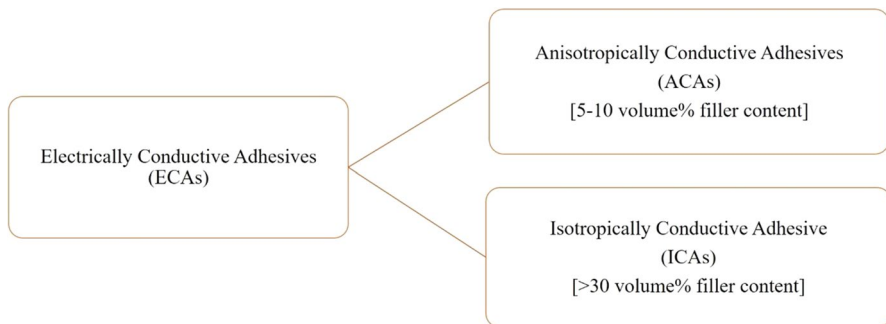 Electrically Conductive Adhesives
(ECAs)
Anisotropically Conductive Adhesives
(ACAs)
[5-10 volume% filler content]
Isotropically Conductive Adhesive
(ICAs)
[>30 volume% filler content]